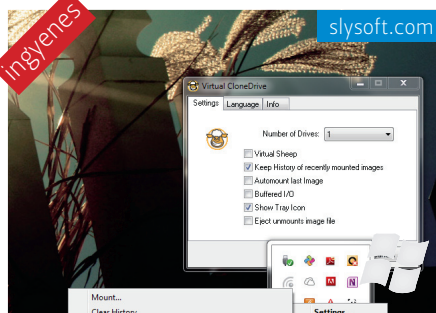 ingyenes
slysoft.com
Virtual CloneDrive
Settings Language Info
Number of Drives: 1
Virtual Sheep
Keep History of recently mounted images
Automount last Image
Buffered I/O
Show Tray Icon
Eject unmounts image file
Mount...
Clear History
Settings